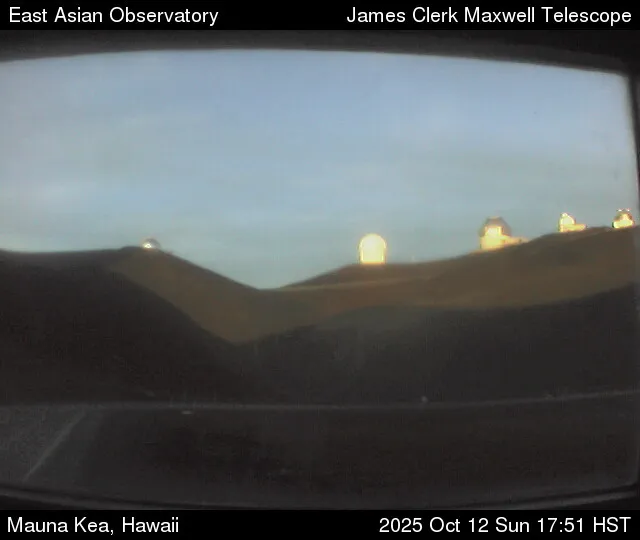 East Asian Observatory
James Clerk Maxwell Telescope
Mauna Kea, Hawaii
2025 Oct 12 Sun 17:51 HST